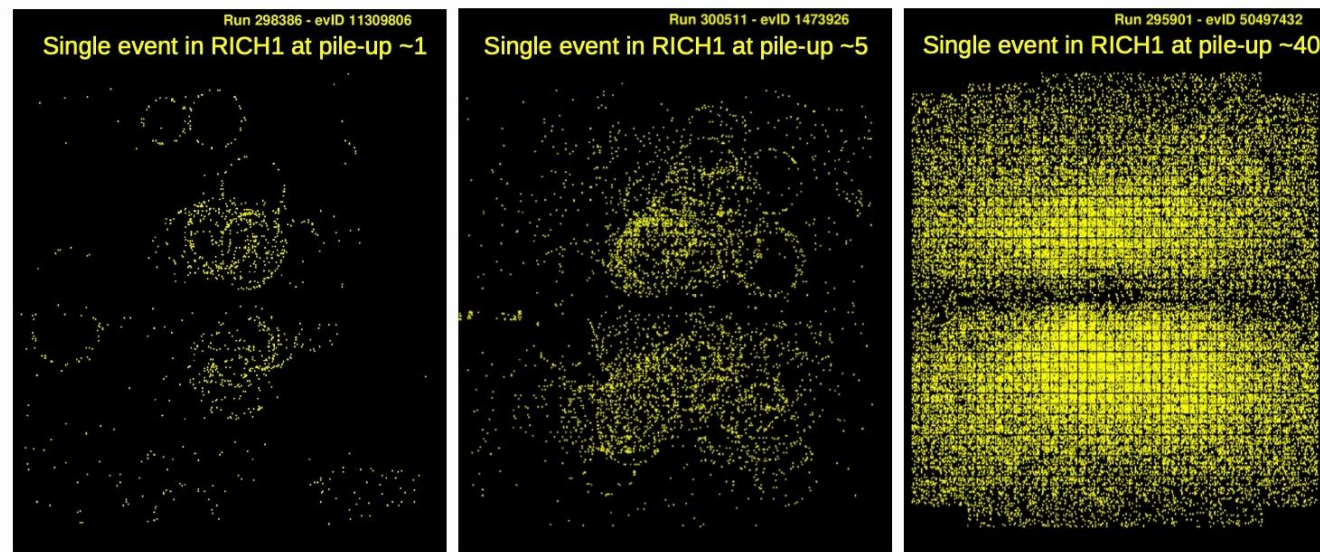 Run 298386 - evID 11309806
Single event in RICH1 at pile-up ~1
Run 300511 - evID 1473926
Single event in RICH1 at pile-up ~5
Run 295901 - evID 50497432
Single event in RICH1 at pile-up ~40